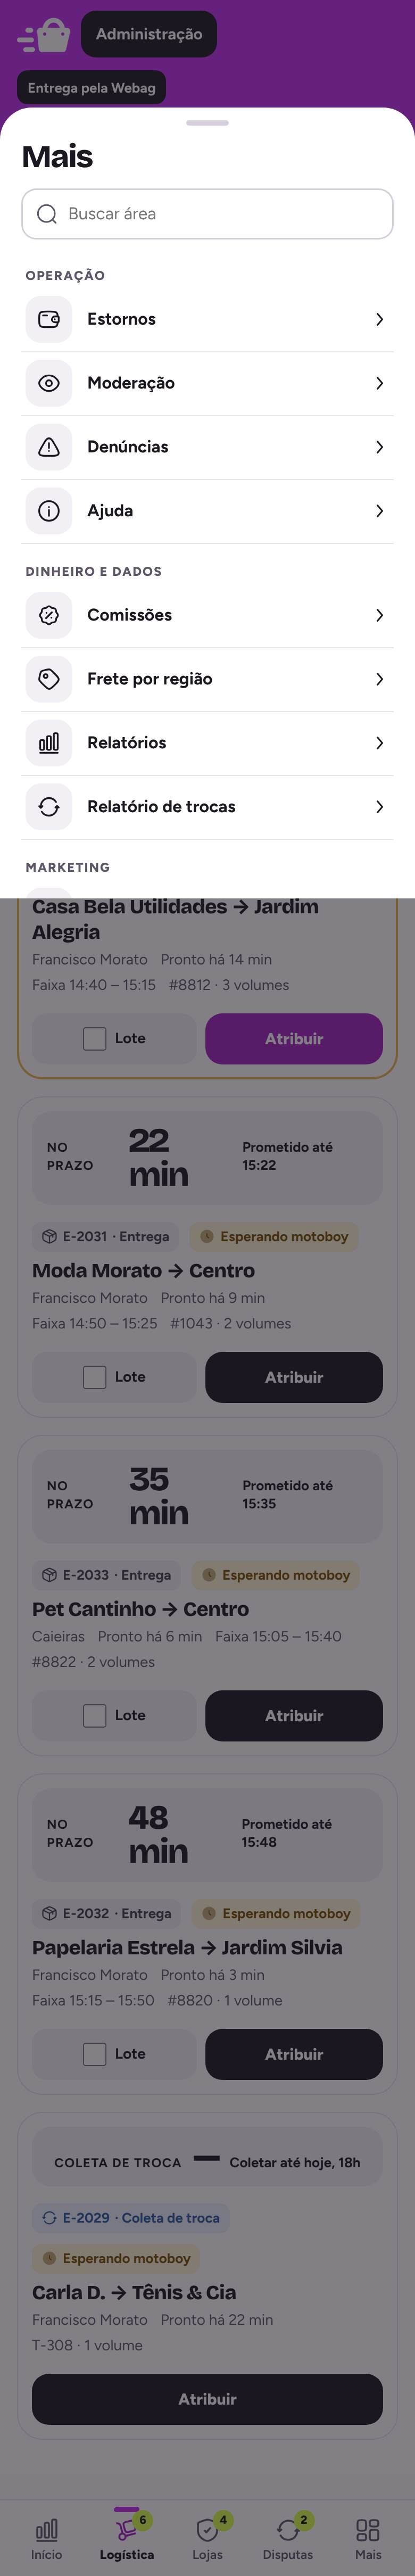 Administração
Entrega pela Webag
Mais
Buscar área
OPERAÇÃO
Estornos
Moderação
Denúncias
Ajuda
DINHEIRO E DADOS
Comissões
Frete por região
Relatórios
Relatório de trocas
MARKETING
Casa Bela Utilidades → Jardim
Alegria
Francisco Morato Pronto há 14 min
Faixa 14:40 – 15:15 #8812 · 3 volumes
Lote Atribuir
NO
PRAZO
22
min
Prometido até
15:22
E-2031 · Entrega Esperando motoboy
Moda Morato → Centro
Francisco Morato Pronto há 9 min
Faixa 14:50 – 15:25 #1043 · 2 volumes
Lote Atribuir
NO
PRAZO
35
min
Prometido até
15:35
E-2033 · Entrega Esperando motoboy
Pet Cantinho → Centro
Caieiras Pronto há 6 min Faixa 15:05 – 15:40
#8822 · 2 volumes
Lote Atribuir
NO
PRAZO
48
min
Prometido até
15:48
E-2032 · Entrega Esperando motoboy
Papelaria Estrela → Jardim Silvia
Francisco Morato Pronto há 3 min
Faixa 15:15 – 15:50 #8820 · 1 volume
Lote Atribuir
COLETA DE TROCA — Coletar até hoje, 18h
E-2029 · Coleta de troca
Esperando motoboy
Carla D. → Tênis & Cia
Francisco Morato Pronto há 22 min
T-308 · 1 volume
Atribuir
6 4 2
Início Logística Lojas Disputas Mais